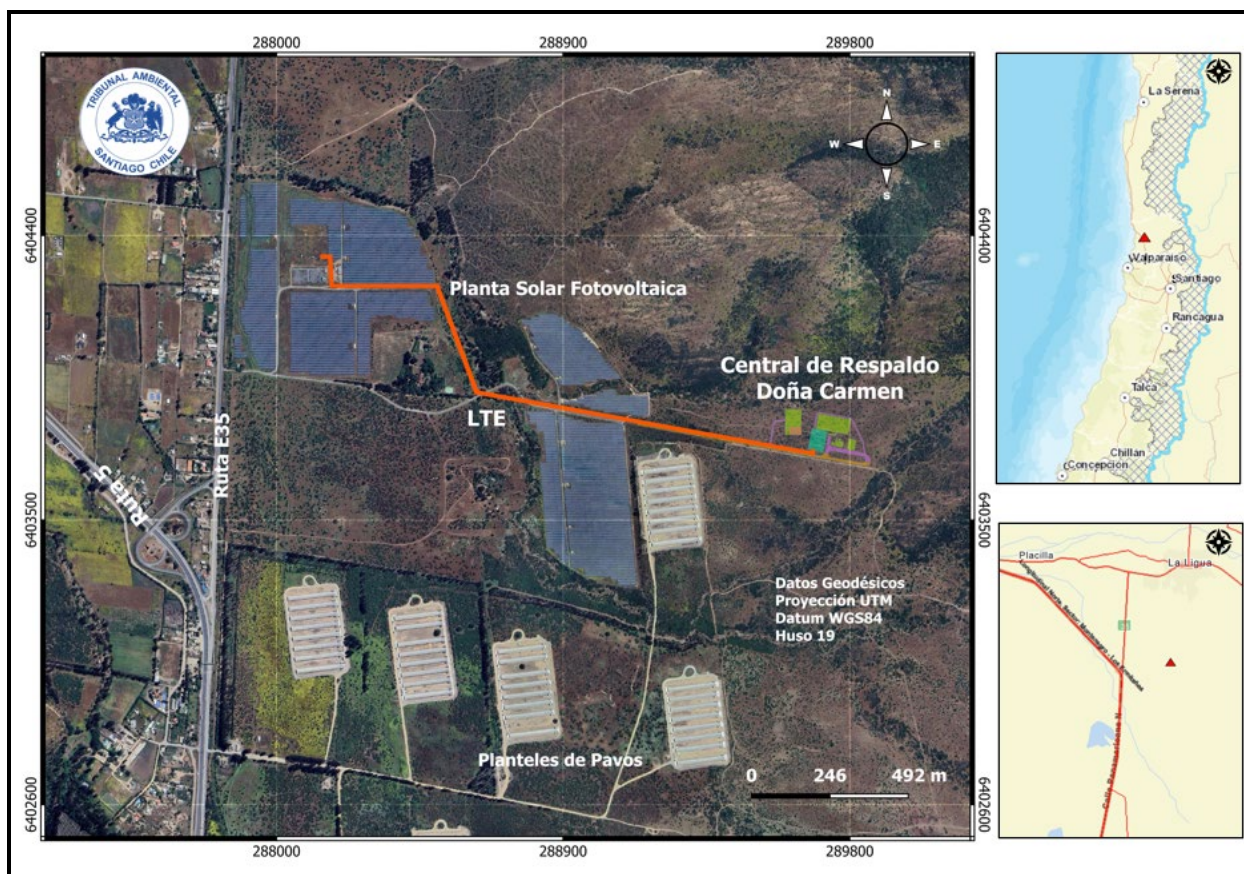 288000
288900
289800
TRIBUNAL AMBIENTAL
SANTIAGO CHILE
N
W
E
S
6404400
6404400
Planta Solar Fotovoltaica
Central de Respaldo
Doña Carmen
LTE
Ruta E35
Ruta 5
6403500
6403500
Datos Geodésicos
Proyección UTM
Datum WGS84
Huso 19
Planteles de Pavos
0 246 492 m
6402600
6402600
288000
288900
289800
La Serena
Valparaíso
Santiago
Rancagua
Talca
Chillán
Concepción
Placilla
La Ligua
Calle Panamericana N